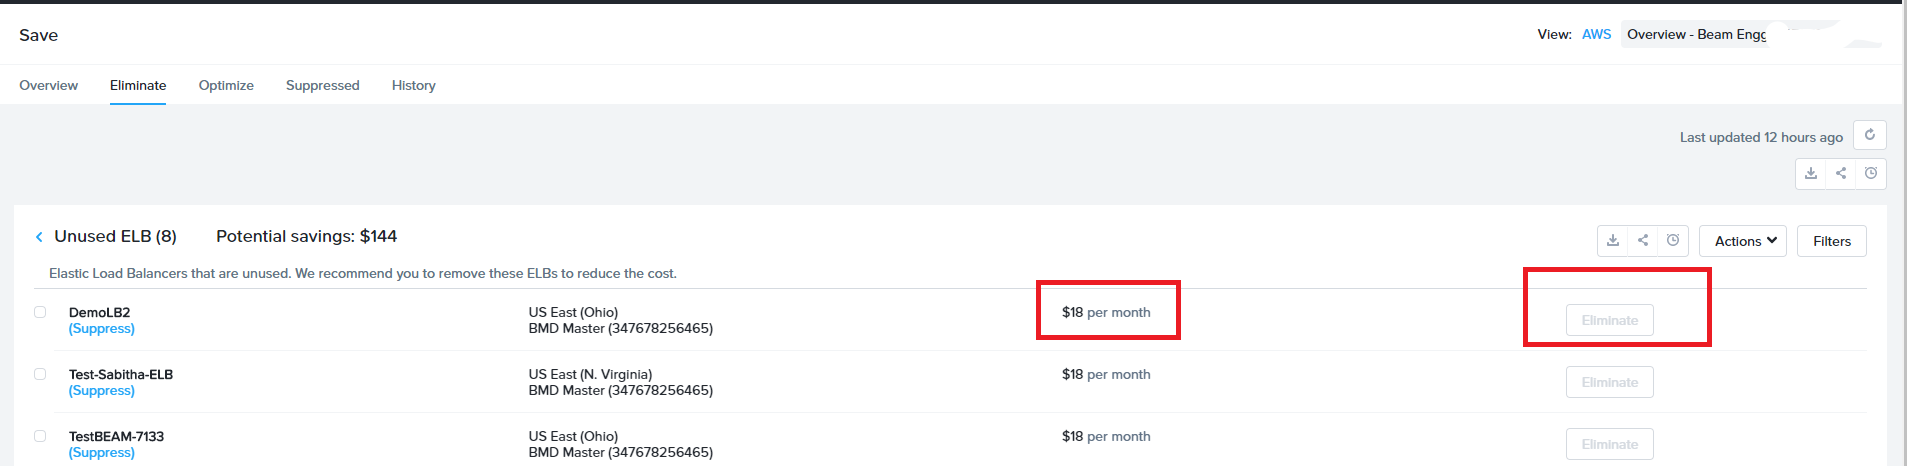 Save
View: AWS Overview - Beam Engg
Overview Eliminate Optimize Suppressed History
Last updated 12 hours ago
Unused ELB (8) Potential savings: $144
Actions Filters
Elastic Load Balancers that are unused. We recommend you to remove these ELBs to reduce the cost.
DemoLB2 US East (Ohio) $18 per month Eliminate
(Suppress) BMD Master (347678256465)
Test-Sabitha-ELB US East (N. Virginia) $18 per month Eliminate
(Suppress) BMD Master (347678256465)
TestBEAM-7133 US East (Ohio) $18 per month Eliminate
(Suppress) BMD Master (347678256465)